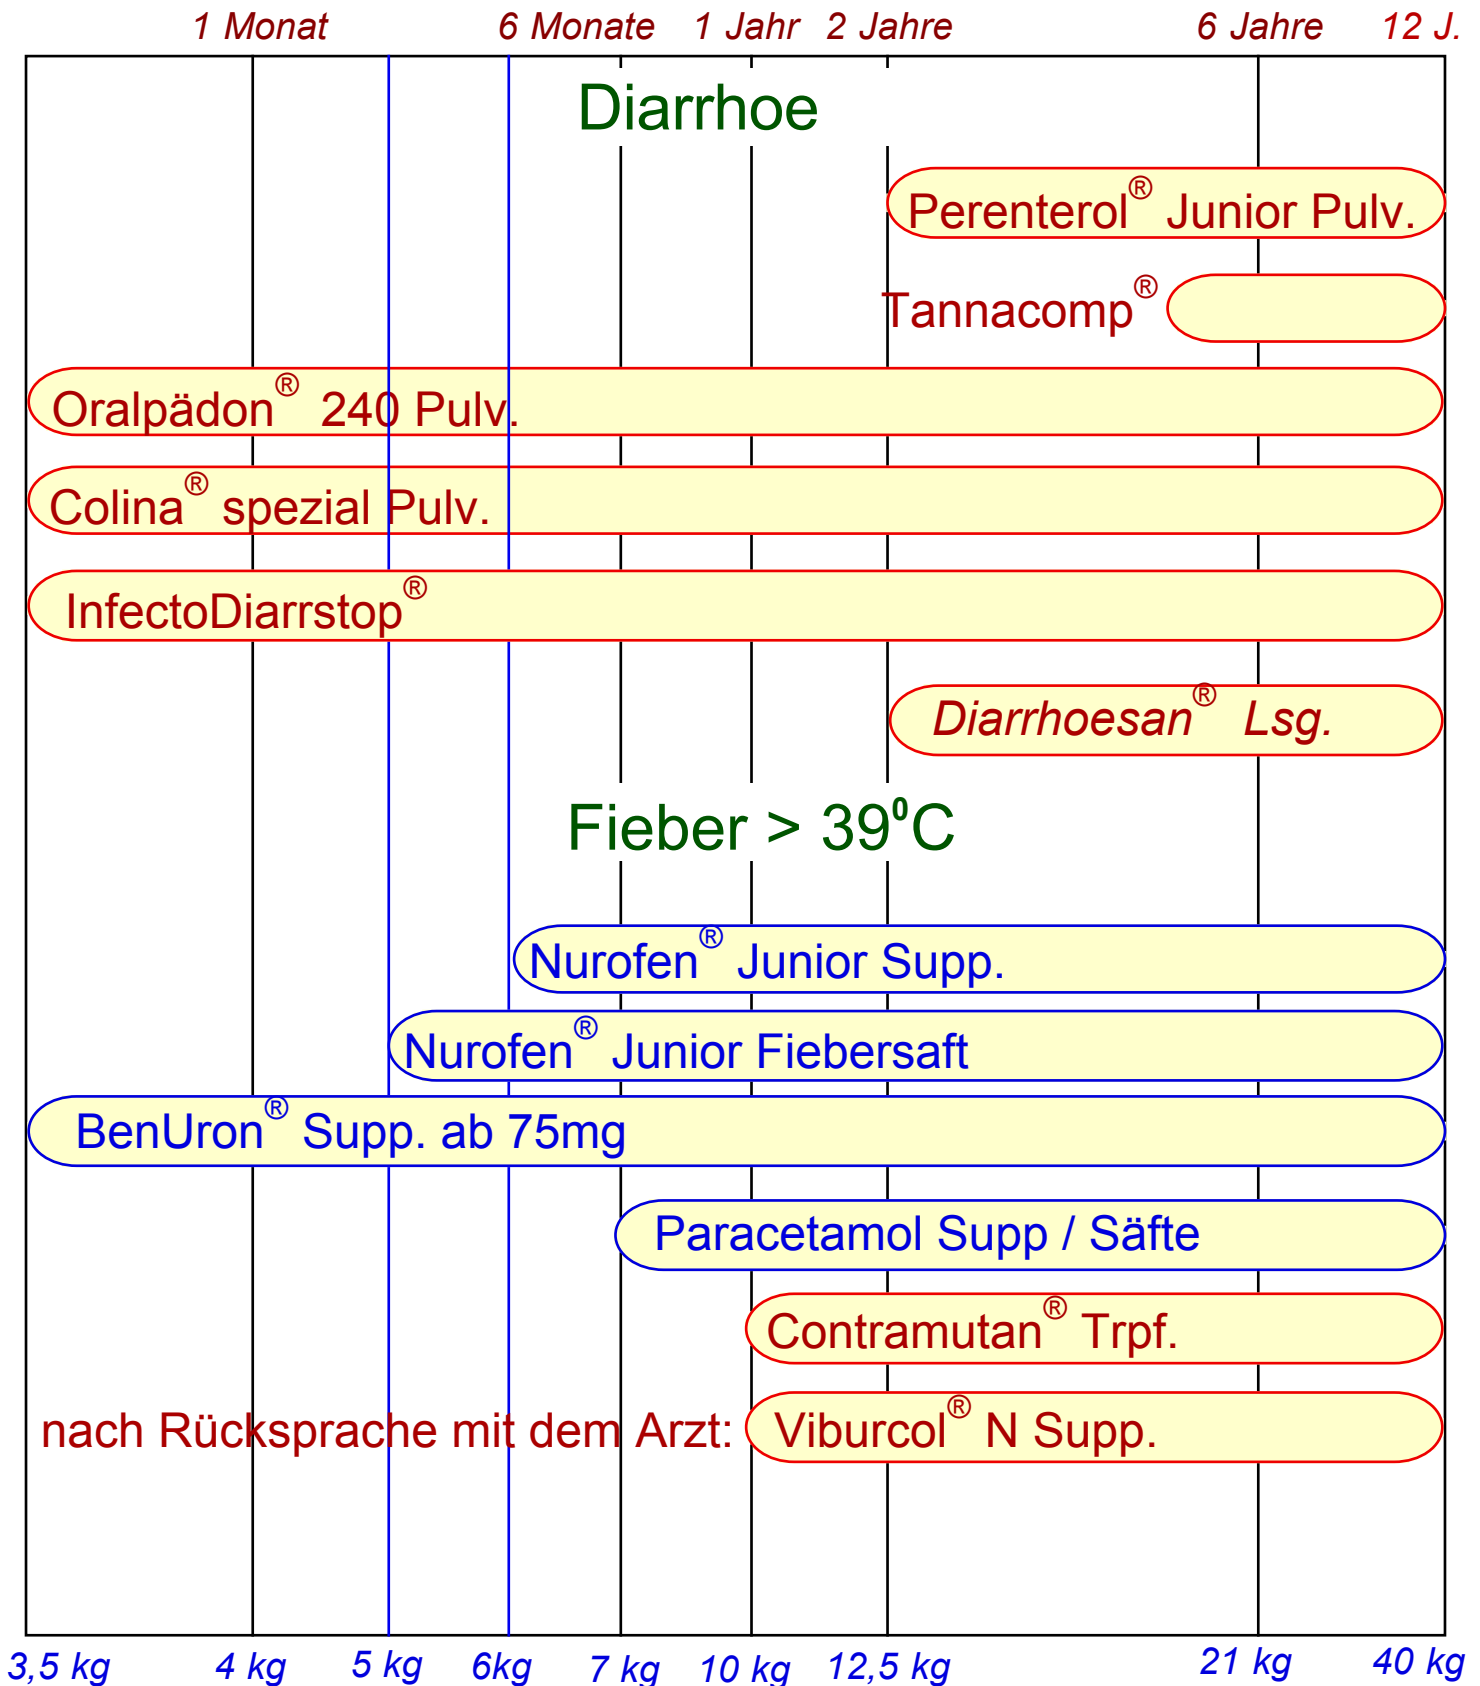 1 Monat 6 Monate 1 Jahr 2 Jahre 6 Jahre 12 J.
Diarrhoe
Perenterol® Junior Pulv.
Tannacomp®
Oralpädon® 240 Pulv.
Colina® spezial Pulv.
InfectoDiarrstop®
Diarrhoesan® Lsg.
Fieber > 39⁰C
Nurofen® Junior Supp.
Nurofen® Junior Fiebersaft
BenUron® Supp. ab 75mg
Paracetamol Supp / Säfte
Contramutan® Trpf.
nach Rücksprache mit dem Arzt: Viburcol® N Supp.
3,5 kg 4 kg 5 kg 6kg 7 kg 10 kg 12,5 kg 21 kg 40 kg